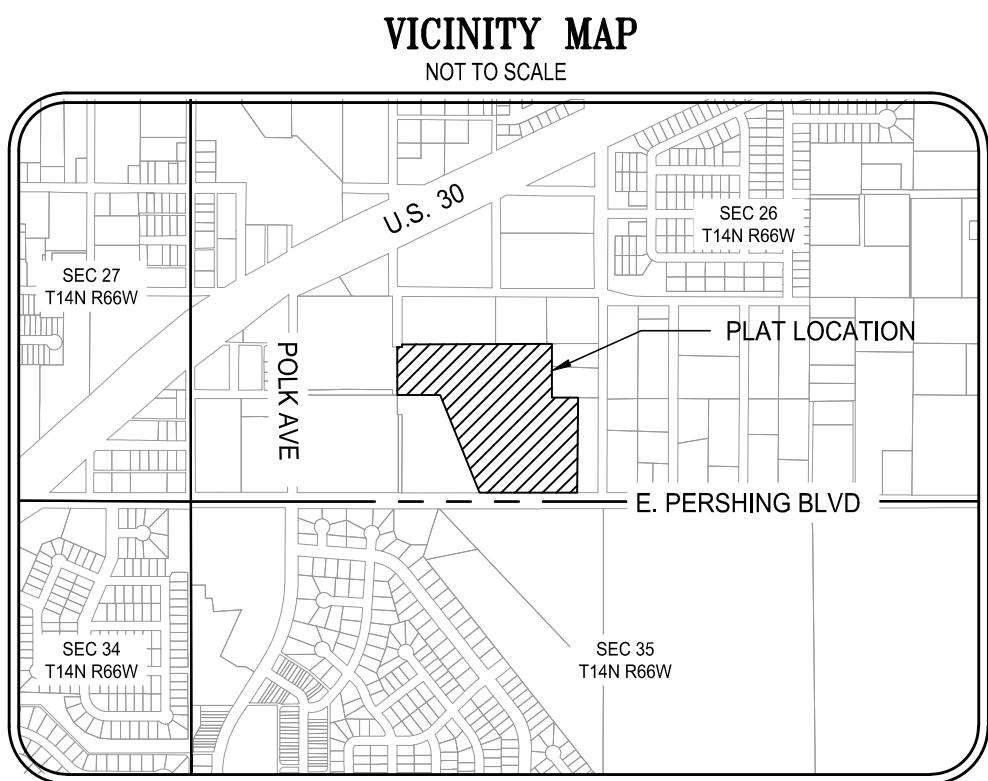 VICINITY MAP
NOT TO SCALE
U.S. 30
SEC 26
T14N R66W
SEC 27
T14N R66W
PLAT LOCATION
POLK AVE
E. PERSHING BLVD
SEC 34
T14N R66W
SEC 35
T14N R66W